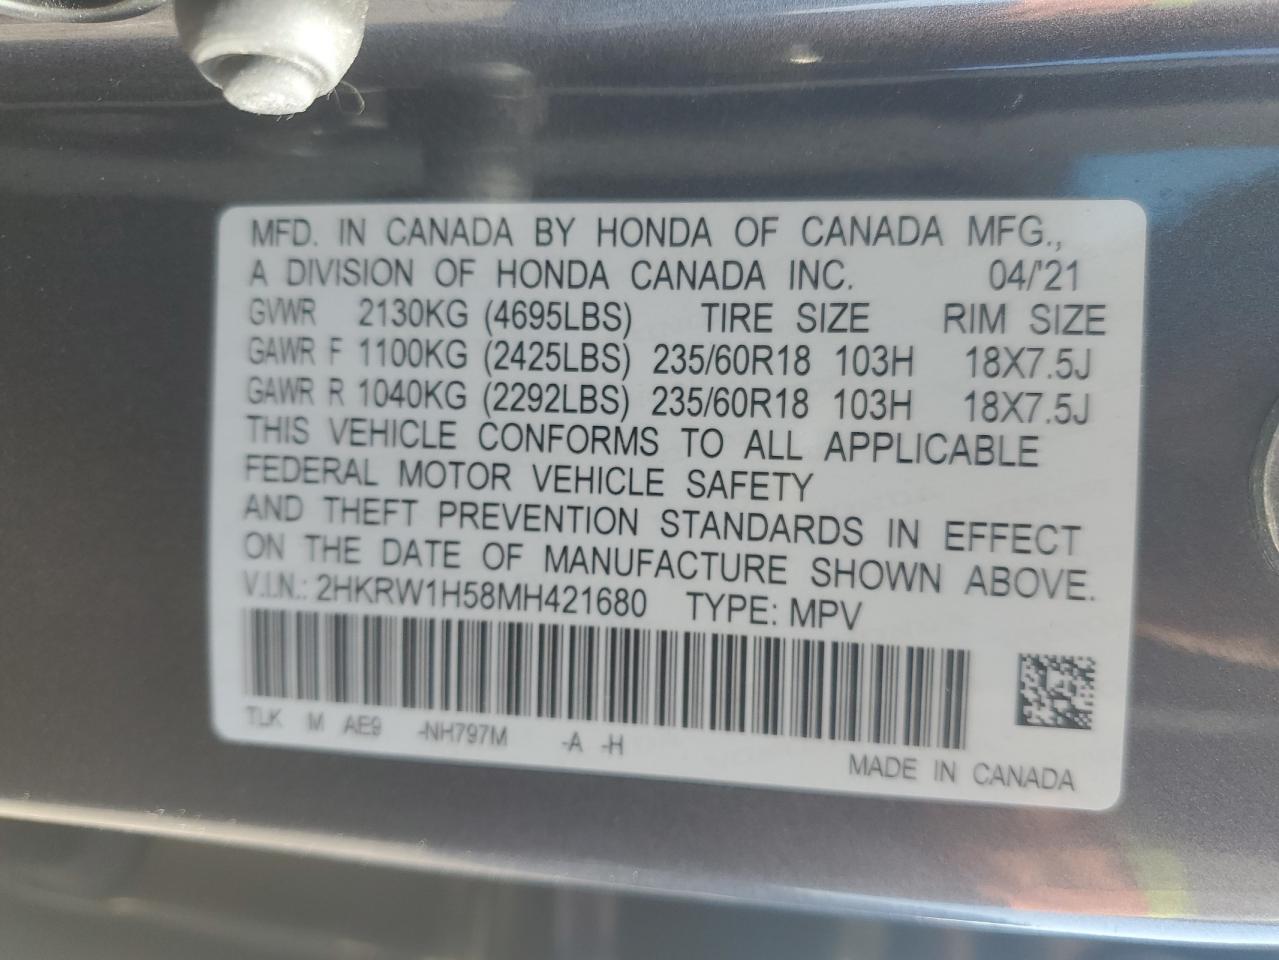 MFD. IN CANADA BY HONDA OF CANADA MFG.,
A DIVISION OF HONDA CANADA INC. 04/'21
GVWR 2130KG (4695LBS) TIRE SIZE RIM SIZE
GAWR F 1100KG (2425LBS) 235/60R18 103H 18X7.5J
GAWR R 1040KG (2292LBS) 235/60R18 103H 18X7.5J
THIS VEHICLE CONFORMS TO ALL APPLICABLE
FEDERAL MOTOR VEHICLE SAFETY
AND THEFT PREVENTION STANDARDS IN EFFECT
ON THE DATE OF MANUFACTURE SHOWN ABOVE.
V.I.N.: 2HKRW1H58MH421680 TYPE: MPV
TLK M AE9 -NH797M -A -H
MADE IN CANADA